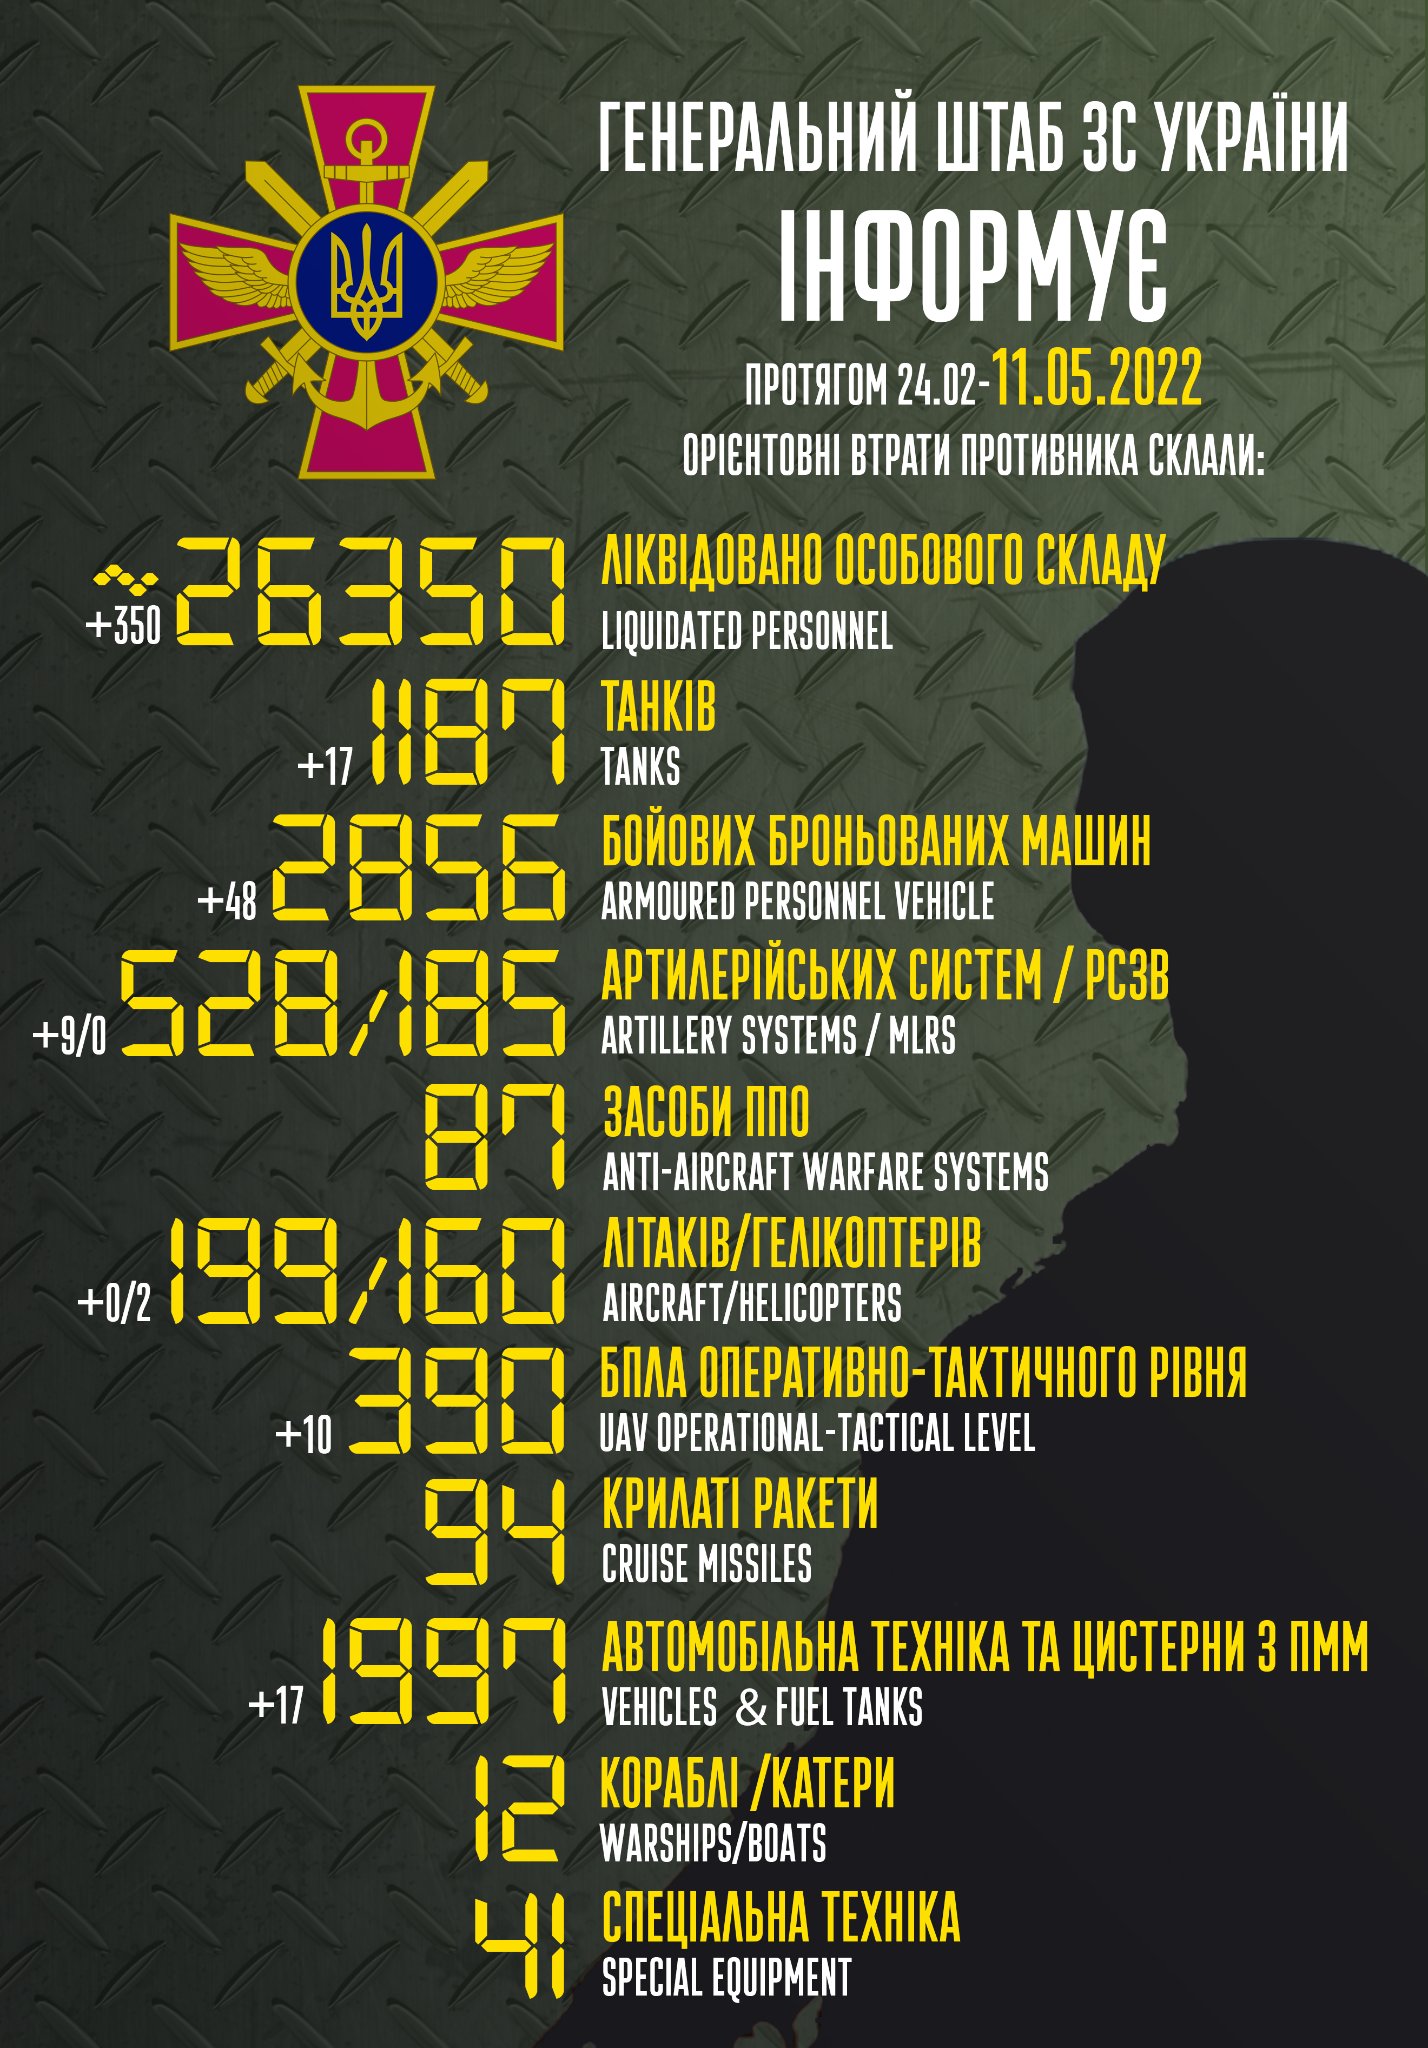 ГЕНЕРАЛЬНИЙ ШТАБ ЗС УКРАЇНИ
ІНФОРМУЄ
ПРОТЯГОМ 24.02-11.05.2022
ОРІЄНТОВНІ ВТРАТИ ПРОТИВНИКА СКЛАЛИ:
~26350 ЛІКВІДОВАНО ОСОБОВОГО СКЛАДУ
+350 LIQUIDATED PERSONNEL
1187 ТАНКІВ
+17 TANKS
2856 БОЙОВИХ БРОНЬОВАНИХ МАШИН
+48 ARMOURED PERSONNEL VEHICLE
528/185 АРТИЛЕРІЙСЬКИХ СИСТЕМ / РСЗВ
+9/0 ARTILLERY SYSTEMS / MLRS
87 ЗАСОБИ ППО
ANTI-AIRCRAFT WARFARE SYSTEMS
199/160 ЛІТАКІВ/ГЕЛІКОПТЕРІВ
+0/2 AIRCRAFT/HELICOPTERS
390 БПЛА ОПЕРАТИВНО-ТАКТИЧНОГО РІВНЯ
+10 UAV OPERATIONAL-TACTICAL LEVEL
94 КРИЛАТІ РАКЕТИ
CRUISE MISSILES
1997 АВТОМОБІЛЬНА ТЕХНІКА ТА ЦИСТЕРНИ З ПММ
+17 VEHICLES & FUEL TANKS
12 КОРАБЛІ /КАТЕРИ
WARSHIPS/BOATS
41 СПЕЦІАЛЬНА ТЕХНІКА
SPECIAL EQUIPMENT